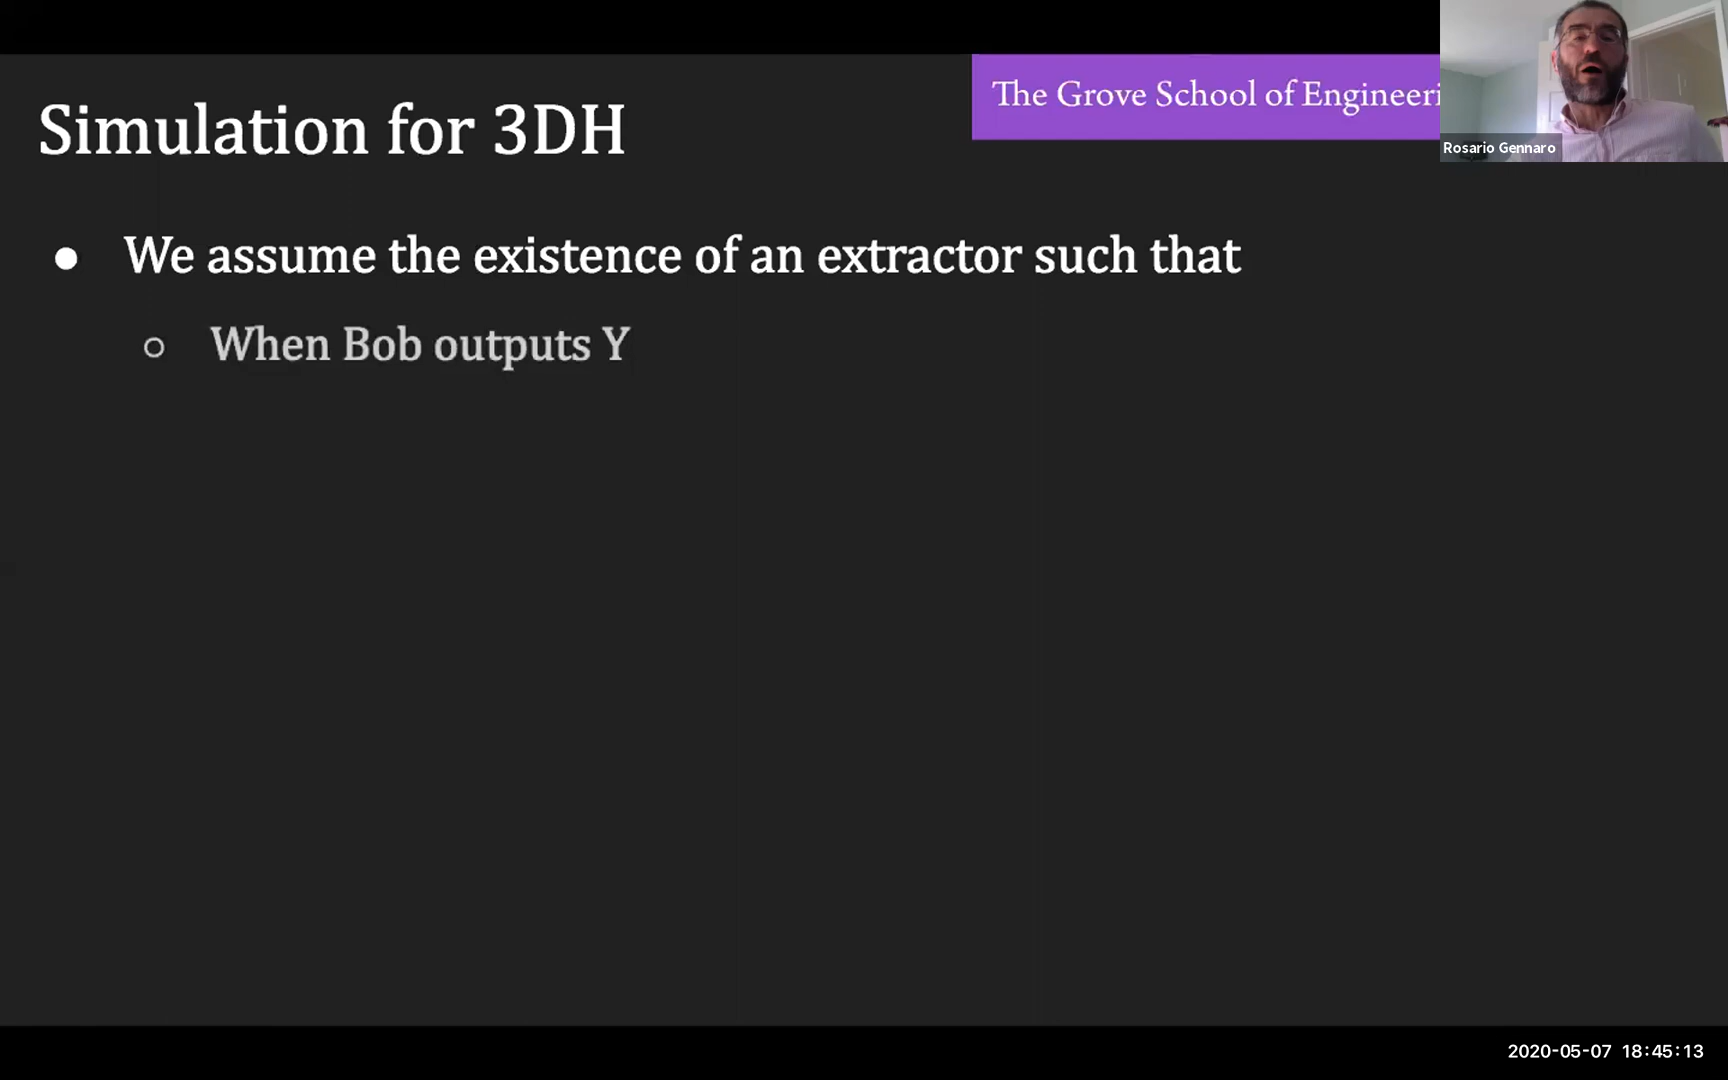 The Grove School of Engineeri
Rosario Gennaro
Simulation for 3DH
● We assume the existence of an extractor such that
○ When Bob outputs Y
2020-05-07 18:45:13